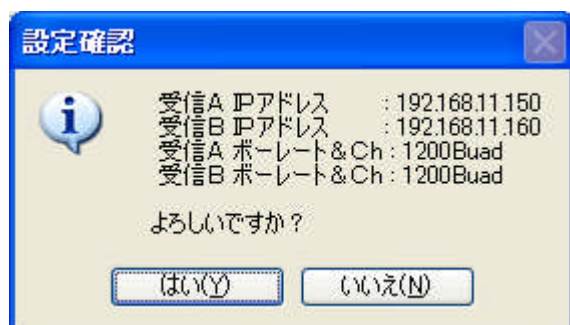 設定確認
受信A IPアドレス : 192.168.11.150
受信B IPアドレス : 192.168.11.160
受信A ボーレート&Ch : 1200Buad
受信B ボーレート&Ch : 1200Buad
よろしいですか？
はい(Y) いいえ(N)